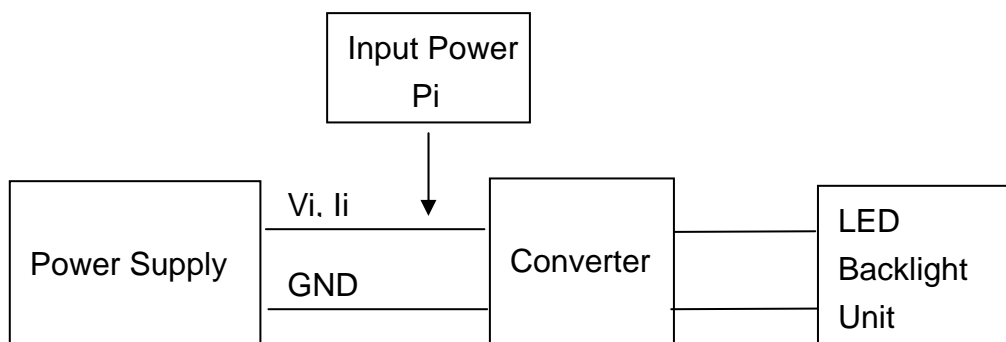 Input Power
Pi
Vi, Ii
Power Supply
GND
Converter
LED
Backlight
Unit